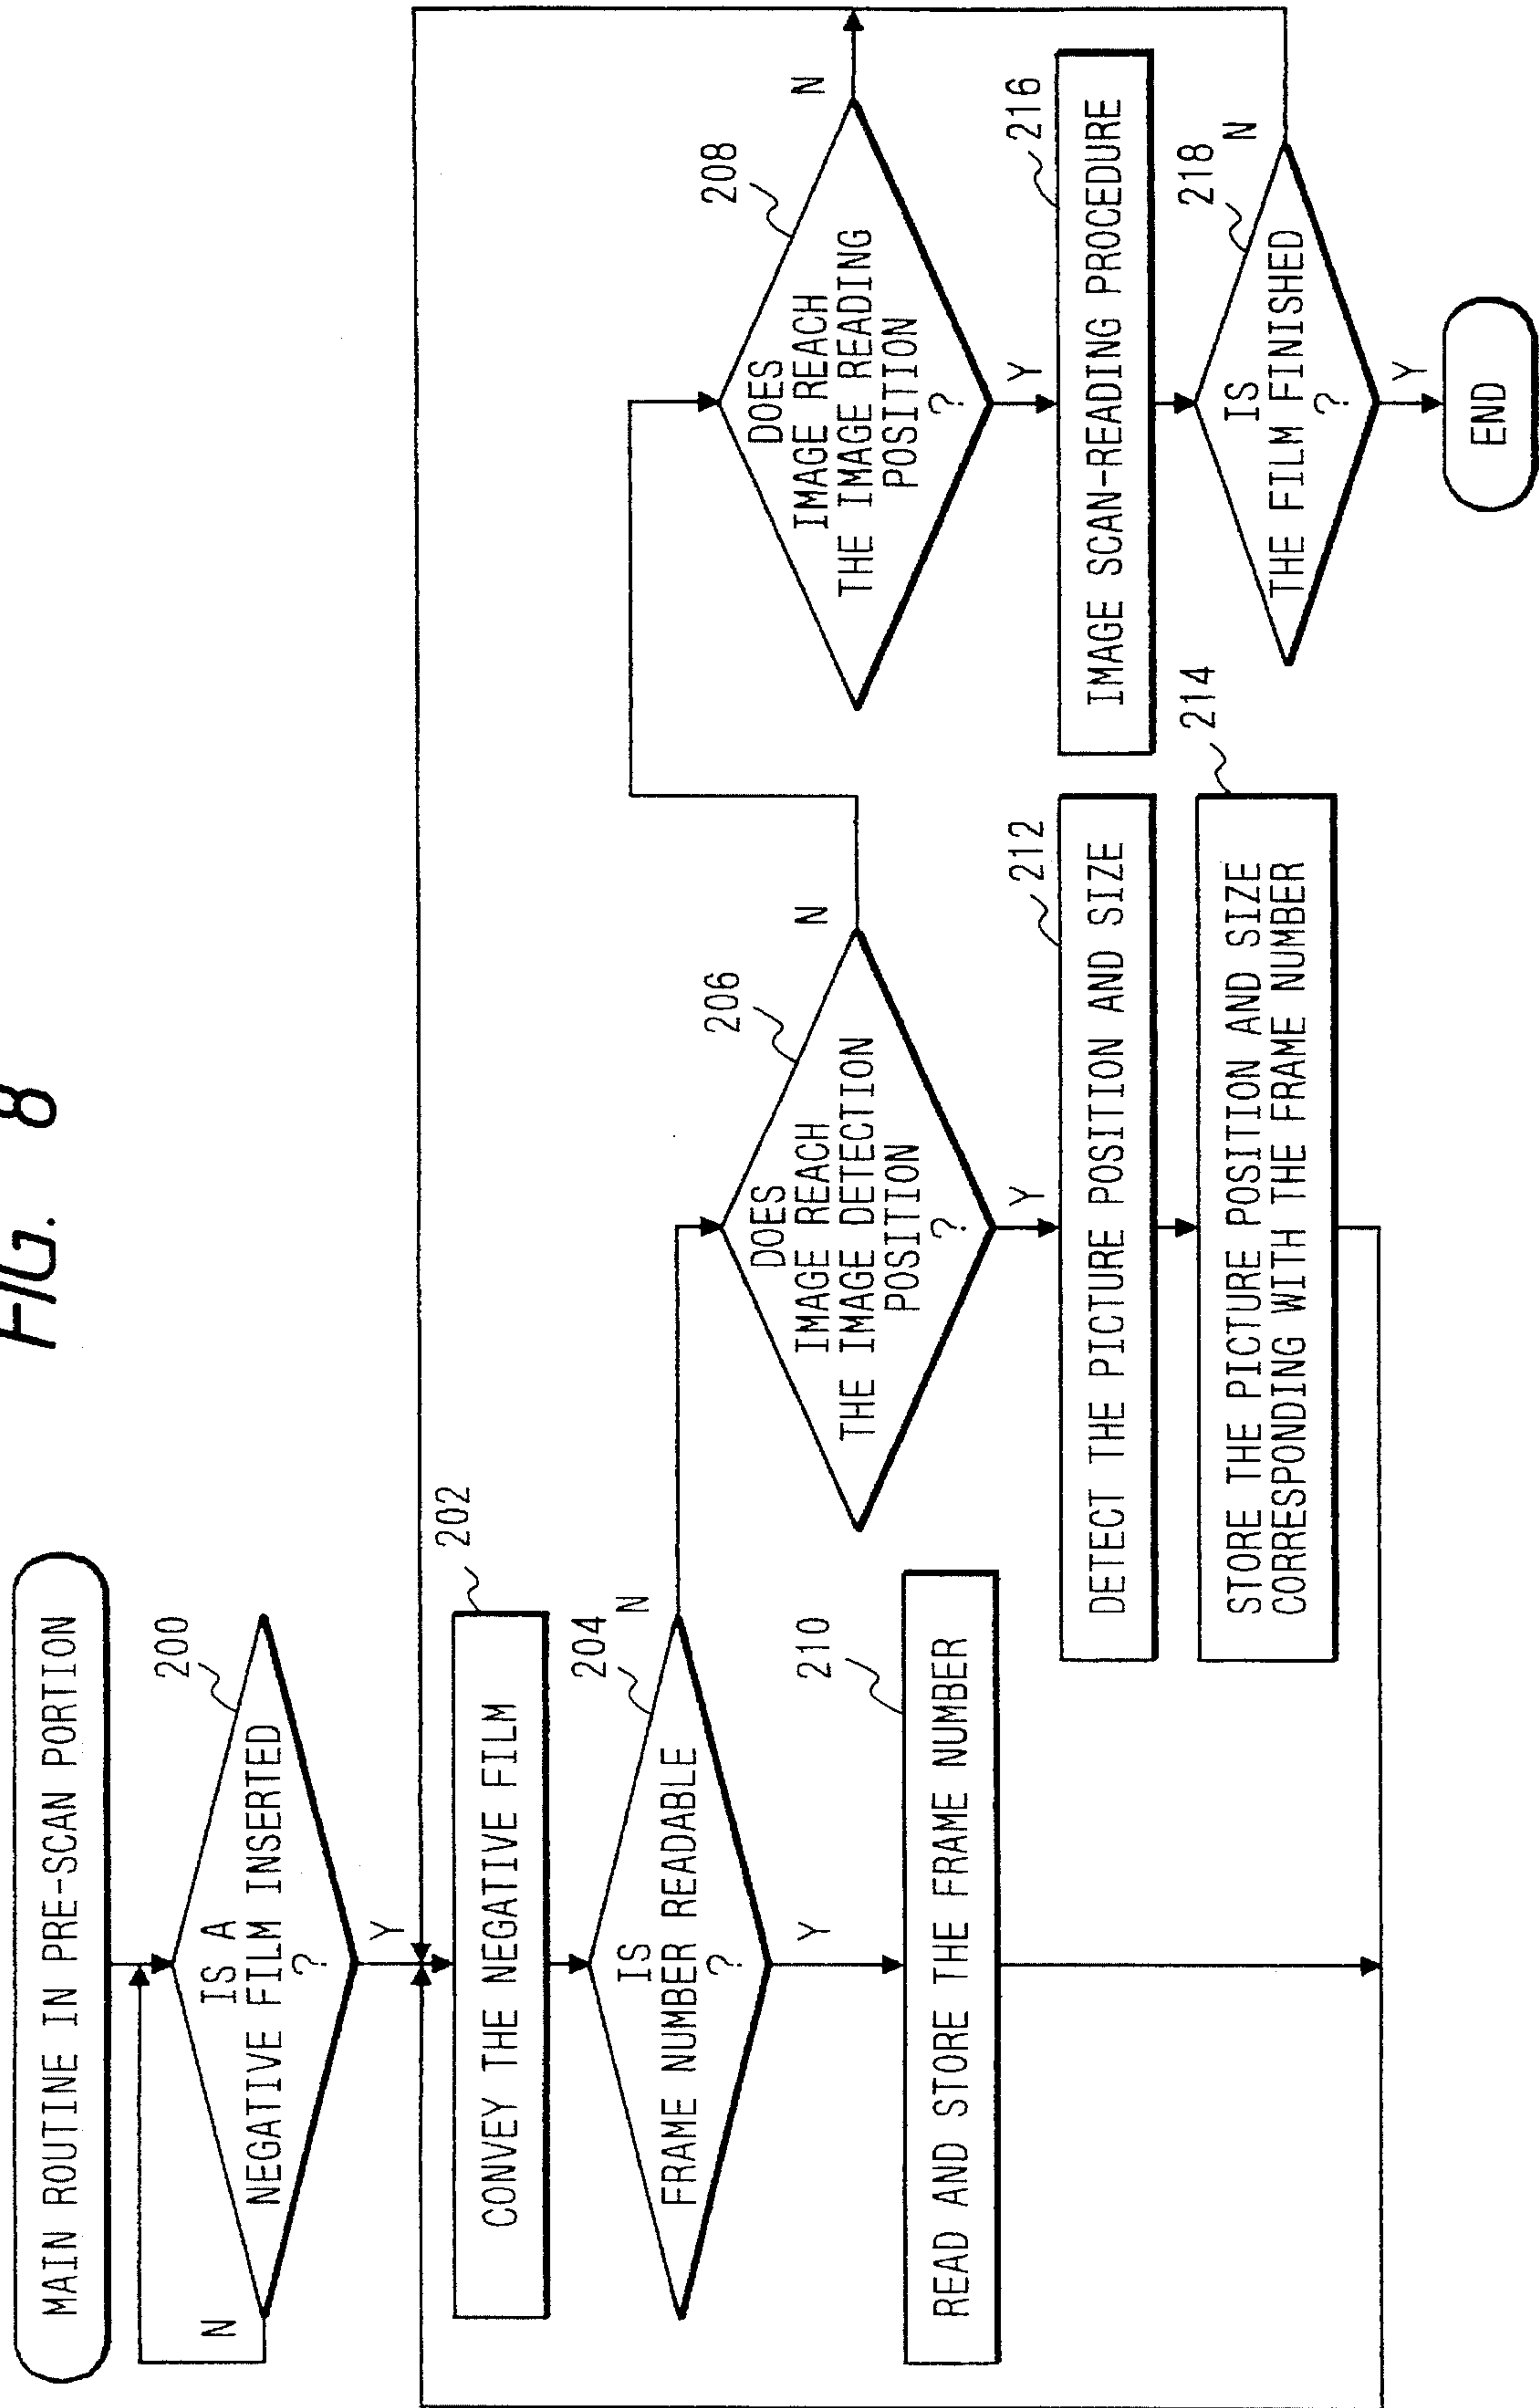 FIG. 8
MAIN ROUTINE IN PRE-SCAN PORTION
200
IS A
NEGATIVE FILM INSERTED
?
N
Y
202
CONVEY THE NEGATIVE FILM
204
IS
FRAME NUMBER READABLE
?
N
Y
210
READ AND STORE THE FRAME NUMBER
206
DOES
IMAGE REACH
THE IMAGE DETECTION
POSITION
?
N
Y
212
DETECT THE PICTURE POSITION AND SIZE
214
STORE THE PICTURE POSITION AND SIZE
CORRESPONDING WITH THE FRAME NUMBER
208
DOES
IMAGE REACH
THE IMAGE READING
POSITION
?
N
Y
216
IMAGE SCAN-READING PROCEDURE
218
IS
THE FILM FINISHED
?
N
Y
END